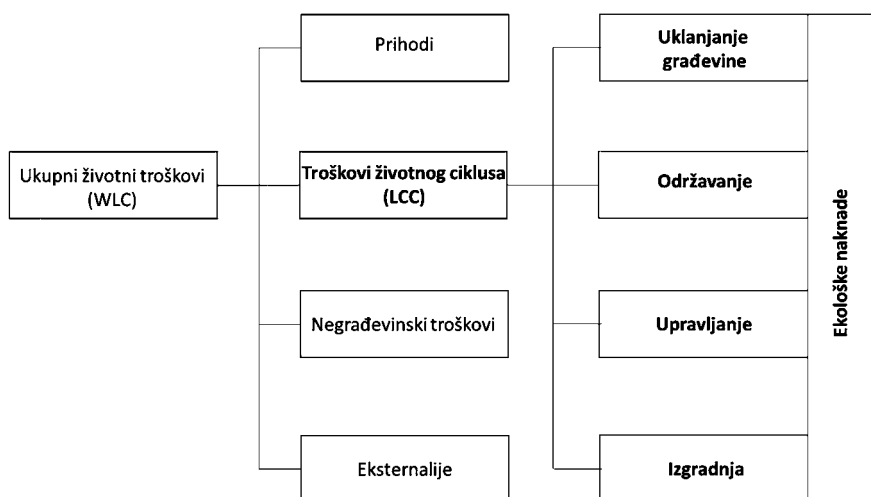 Prihodi
Uklanjanje
građevine
Ukupni životni troškovi
(WLC)
Troškovi životnog ciklusa
(LCC)
Održavanje
Negrađevinski troškovi
Upravljanje
Eksternalije
Izgradnja
Ekološke naknade